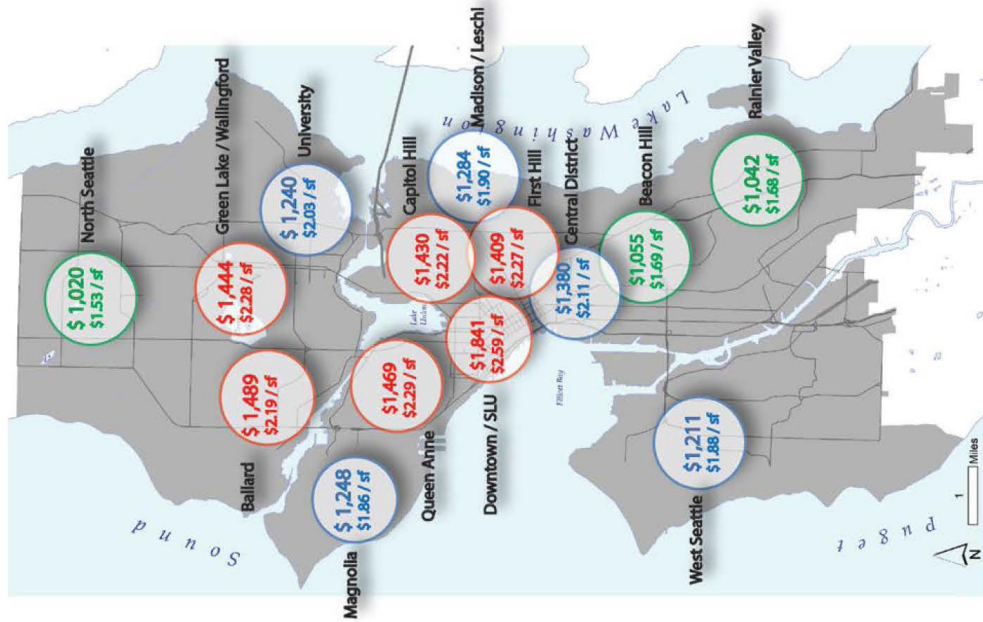 North Seattle
$ 1,020
$1.53 / sf
Green Lake / Wallingford
$ 1,444
$2.28 / sf
University
$ 1,240
$2.03 / sf
Ballard
$ 1,489
$2.19 / sf
Magnolia
$ 1,248
$1.86 / sf
Queen Anne
$1,469
$2.29 / sf
Capitol Hill
$1,430
$2.22 / sf
Madison / Leschi
$1,284
$1.90 / sf
Downtown / SLU
$1,841
$2.59 / sf
First Hill
$1,409
$2.27 / sf
Central District
$1,380
$2.11 / sf
Beacon Hill
$1,055
$1.69 / sf
Rainier Valley
$1,042
$1.68 / sf
West Seattle
$1,211
$1.88 / sf
Puget
Sound
Lake Washington
Lake
Union
Elliott Bay
N
1
Miles